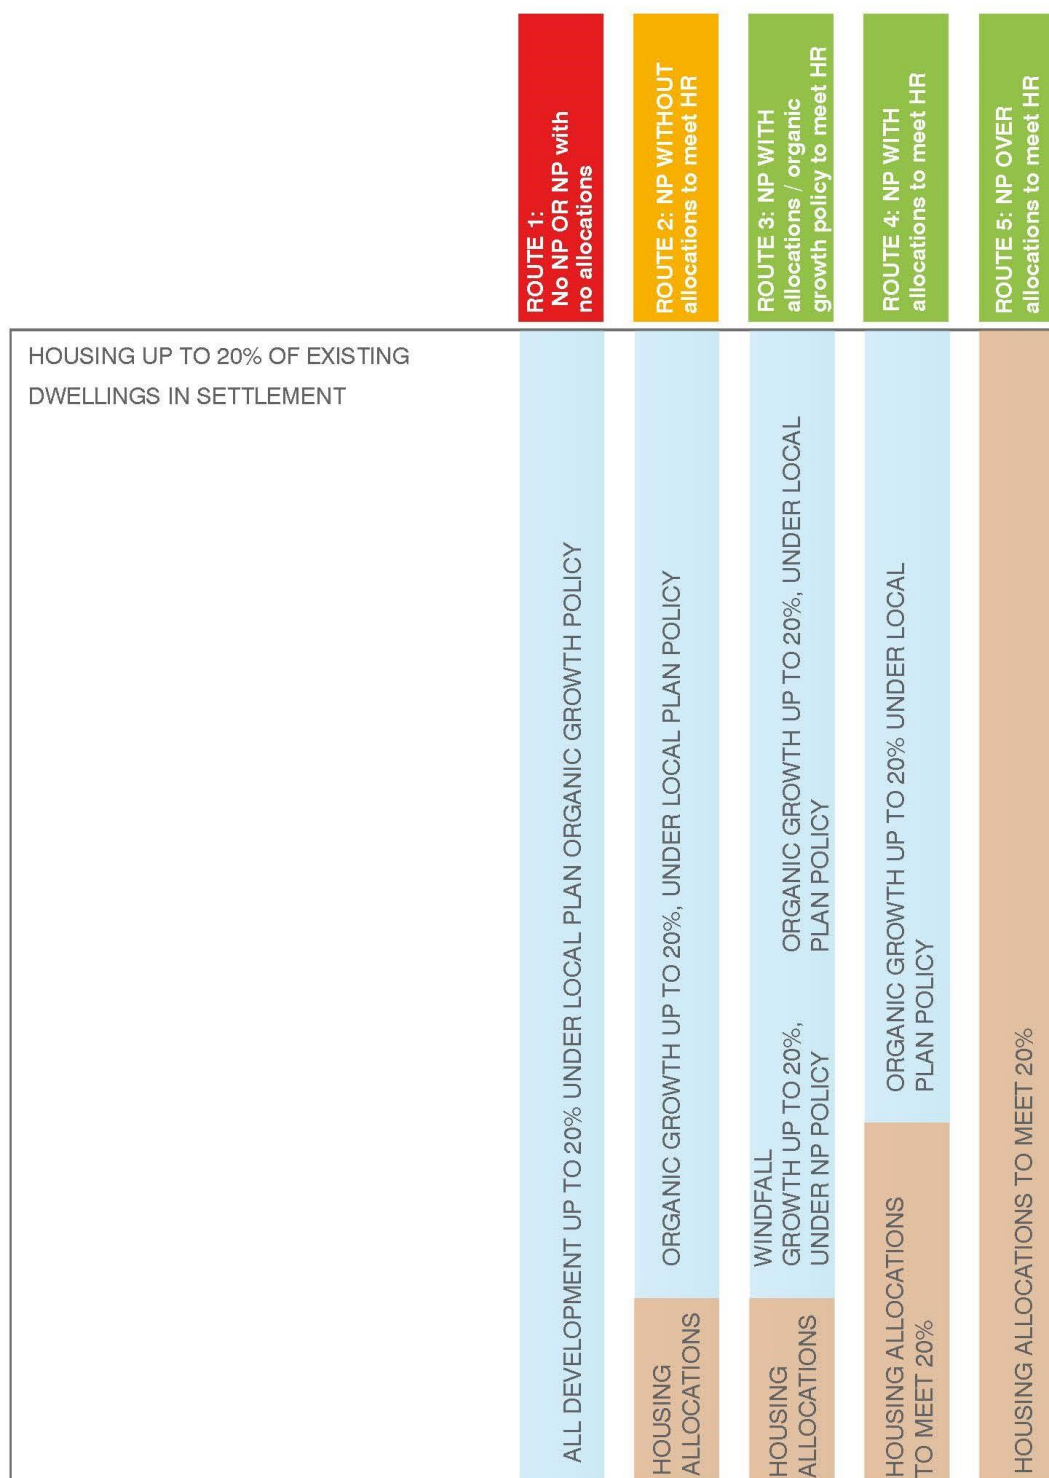 ROUTE 1:
No NP OR NP with
no allocations
ROUTE 2: NP WITHOUT
allocations to meet HR
ROUTE 3: NP WITH
allocations / organic
growth policy to meet HR
ROUTE 4: NP WITH
allocations to meet HR
ROUTE 5: NP OVER
allocations to meet HR
HOUSING UP TO 20% OF EXISTING
DWELLINGS IN SETTLEMENT
ALL DEVELOPMENT UP TO 20% UNDER LOCAL PLAN ORGANIC GROWTH POLICY
HOUSING
ALLOCATIONS
ORGANIC GROWTH UP TO 20%, UNDER LOCAL PLAN POLICY
HOUSING
ALLOCATIONS
WINDFALL
GROWTH UP TO 20%,
UNDER NP POLICY
ORGANIC GROWTH UP TO 20%, UNDER LOCAL
PLAN POLICY
HOUSING ALLOCATIONS
TO MEET 20%
ORGANIC GROWTH UP TO 20% UNDER LOCAL
PLAN POLICY
HOUSING ALLOCATIONS TO MEET 20%